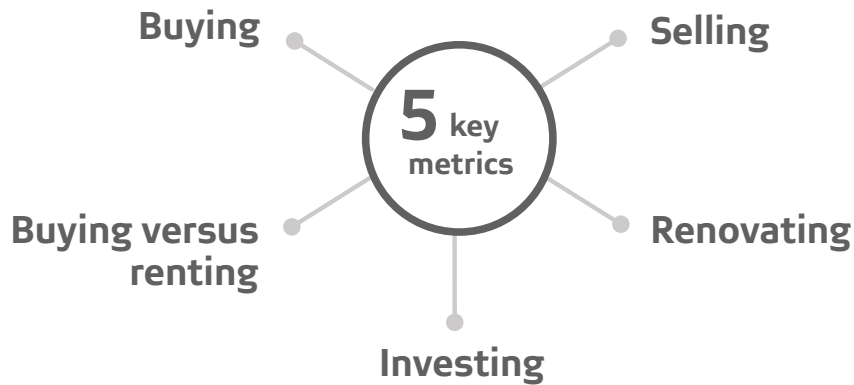 Buying
Selling
5 key
metrics
Buying versus
renting
Renovating
Investing